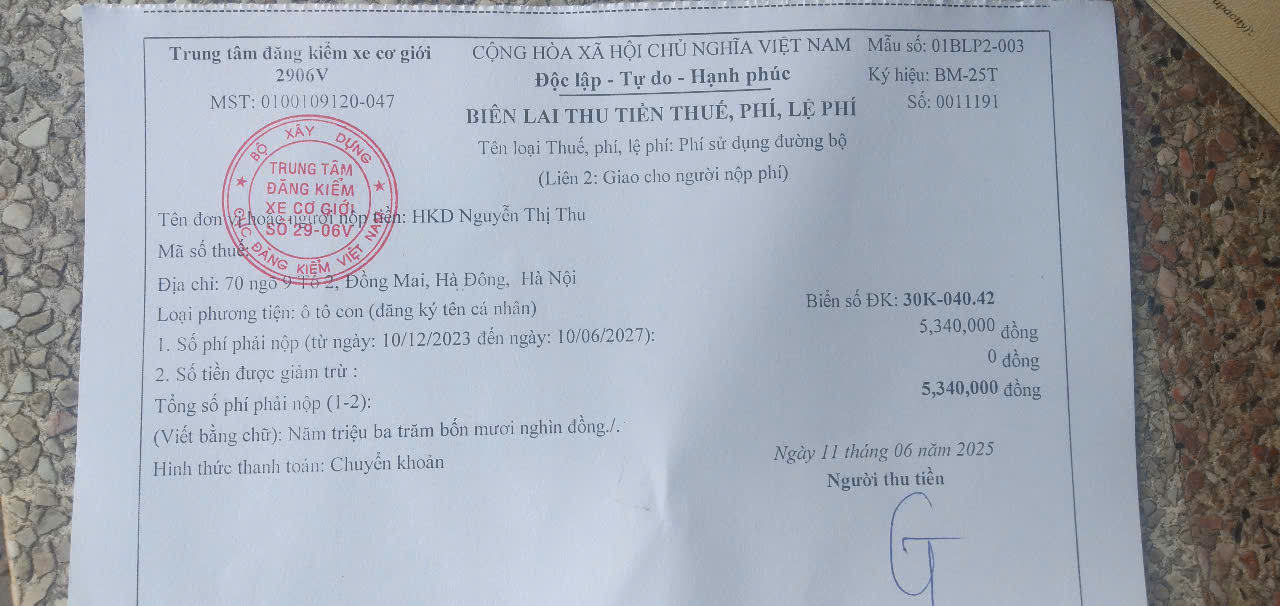 Trung tâm đăng kiểm xe cơ giới
2906V
MST: 0100109120-047
CỘNG HÒA XÃ HỘI CHỦ NGHĨA VIỆT NAM
Độc lập - Tự do - Hạnh phúc
Mẫu số: 01BLP2-003
Ký hiệu: BM-25T
Số: 0011191
BIÊN LAI THU TIỀN THUẾ, PHÍ, LỆ PHÍ
Tên loại Thuế, phí, lệ phí: Phí sử dụng đường bộ
(Liên 2: Giao cho người nộp phí)
BỘ XÂY DỰNG
TRUNG TÂM
ĐĂNG KIỂM
XE CƠ GIỚI
SỐ 29-06V
CỤC ĐĂNG KIỂM VIỆT NAM
Tên đơn vị hoặc người nộp tiền: HKD Nguyễn Thị Thu
Mã số thuế:
Địa chỉ: 70 ngõ 9 Tổ 2, Đồng Mai, Hà Đông, Hà Nội
Loại phương tiện: ô tô con (đăng ký tên cá nhân)
Biển số ĐK: 30K-040.42
1. Số phí phải nộp (từ ngày: 10/12/2023 đến ngày: 10/06/2027): 5,340,000 đồng
2. Số tiền được giảm trừ : 0 đồng
Tổng số phí phải nộp (1-2): 5,340,000 đồng
(Viết bằng chữ): Năm triệu ba trăm bốn mươi nghìn đồng./.
Hình thức thanh toán: Chuyển khoản
Ngày 11 tháng 06 năm 2025
Người thu tiền